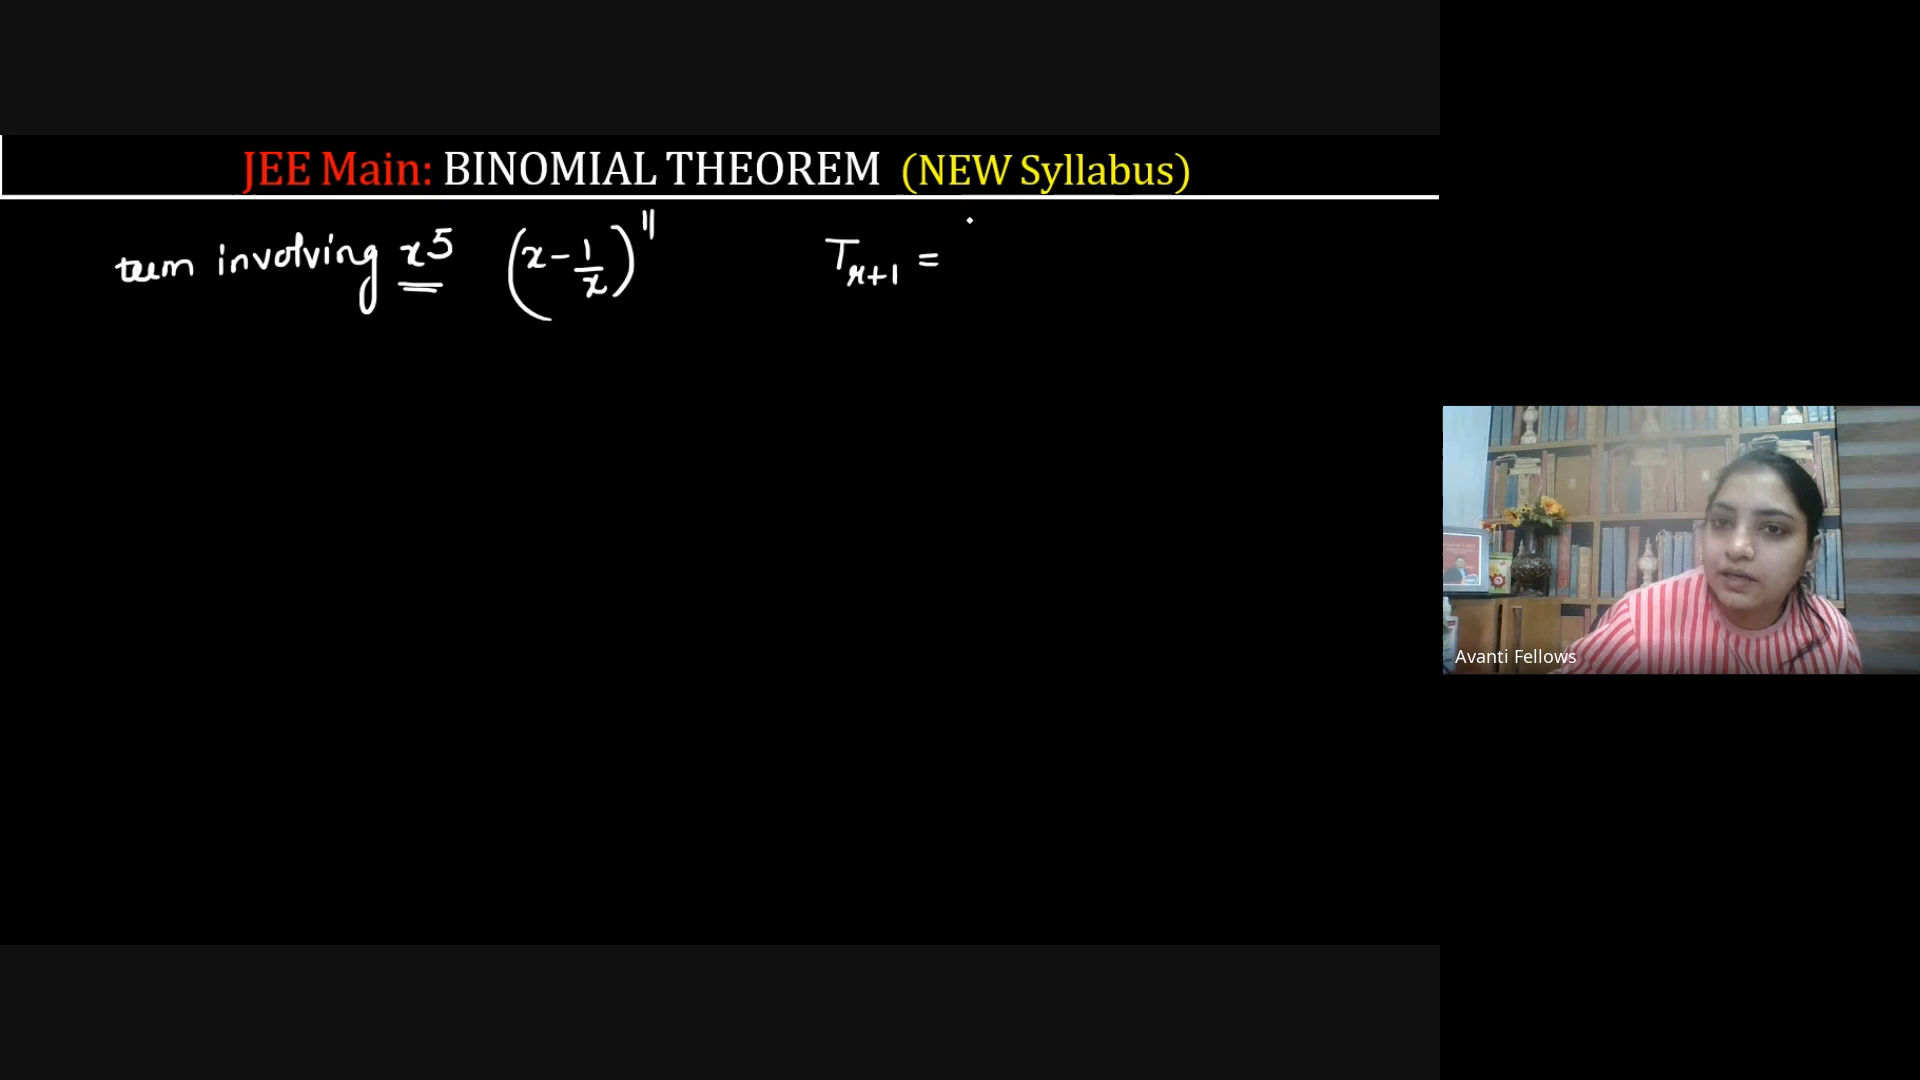 JEE Main: BINOMIAL THEOREM (NEW Syllabus)
term involving x⁵ (x - 1/x)¹¹ Tᵣ₊₁ =
Avanti Fellows